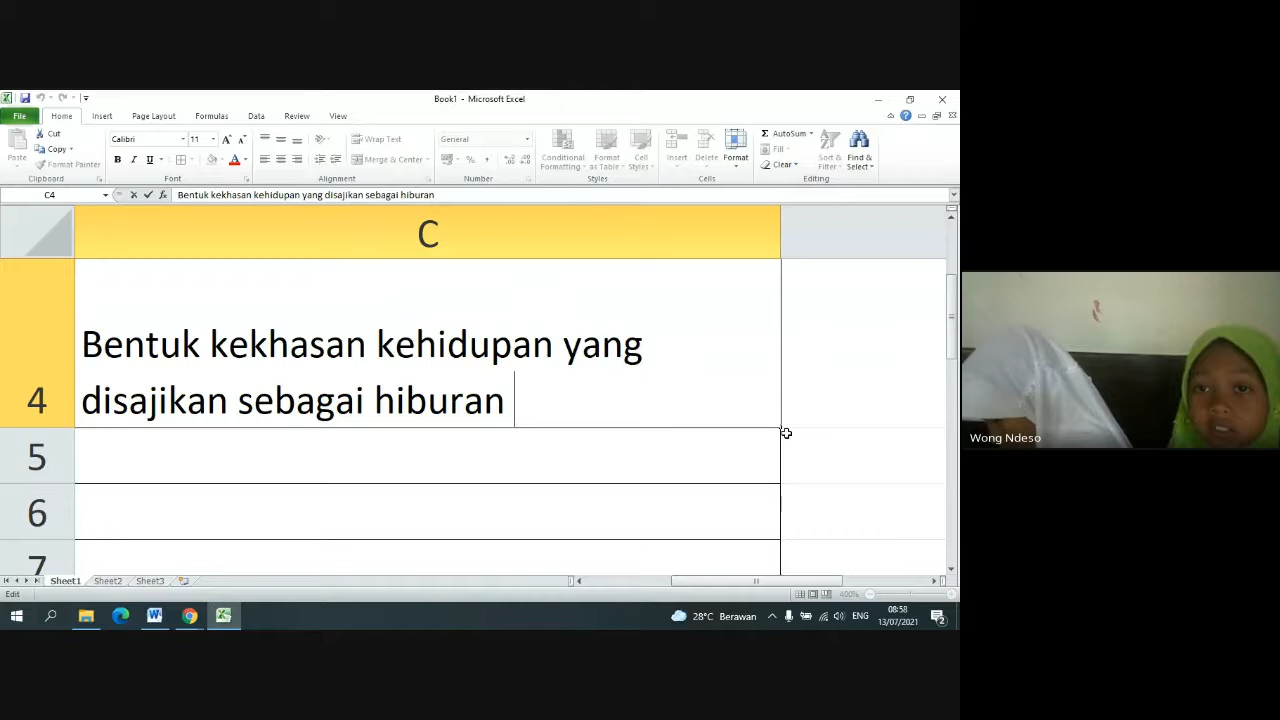 Book1 - Microsoft Excel
File Home Insert Page Layout Formulas Data Review View
Cut
Copy
Format Painter
Paste
Clipboard
Calibri 11
B I U
Font
Wrap Text
Merge & Center
Alignment
General
Number
Conditional Formatting
Format as Table
Cell Styles
Styles
Insert Delete Format
Cells
AutoSum
Fill
Clear
Sort & Filter
Find & Select
Editing
C4 fx Bentuk kekhasan kehidupan yang disajikan sebagai hiburan
C
4 Bentuk kekhasan kehidupan yang
disajikan sebagai hiburan
5
6
7
Sheet1 Sheet2 Sheet3
Edit 400%
28°C Berawan ENG 08:58
13/07/2021
2
Wong Ndeso